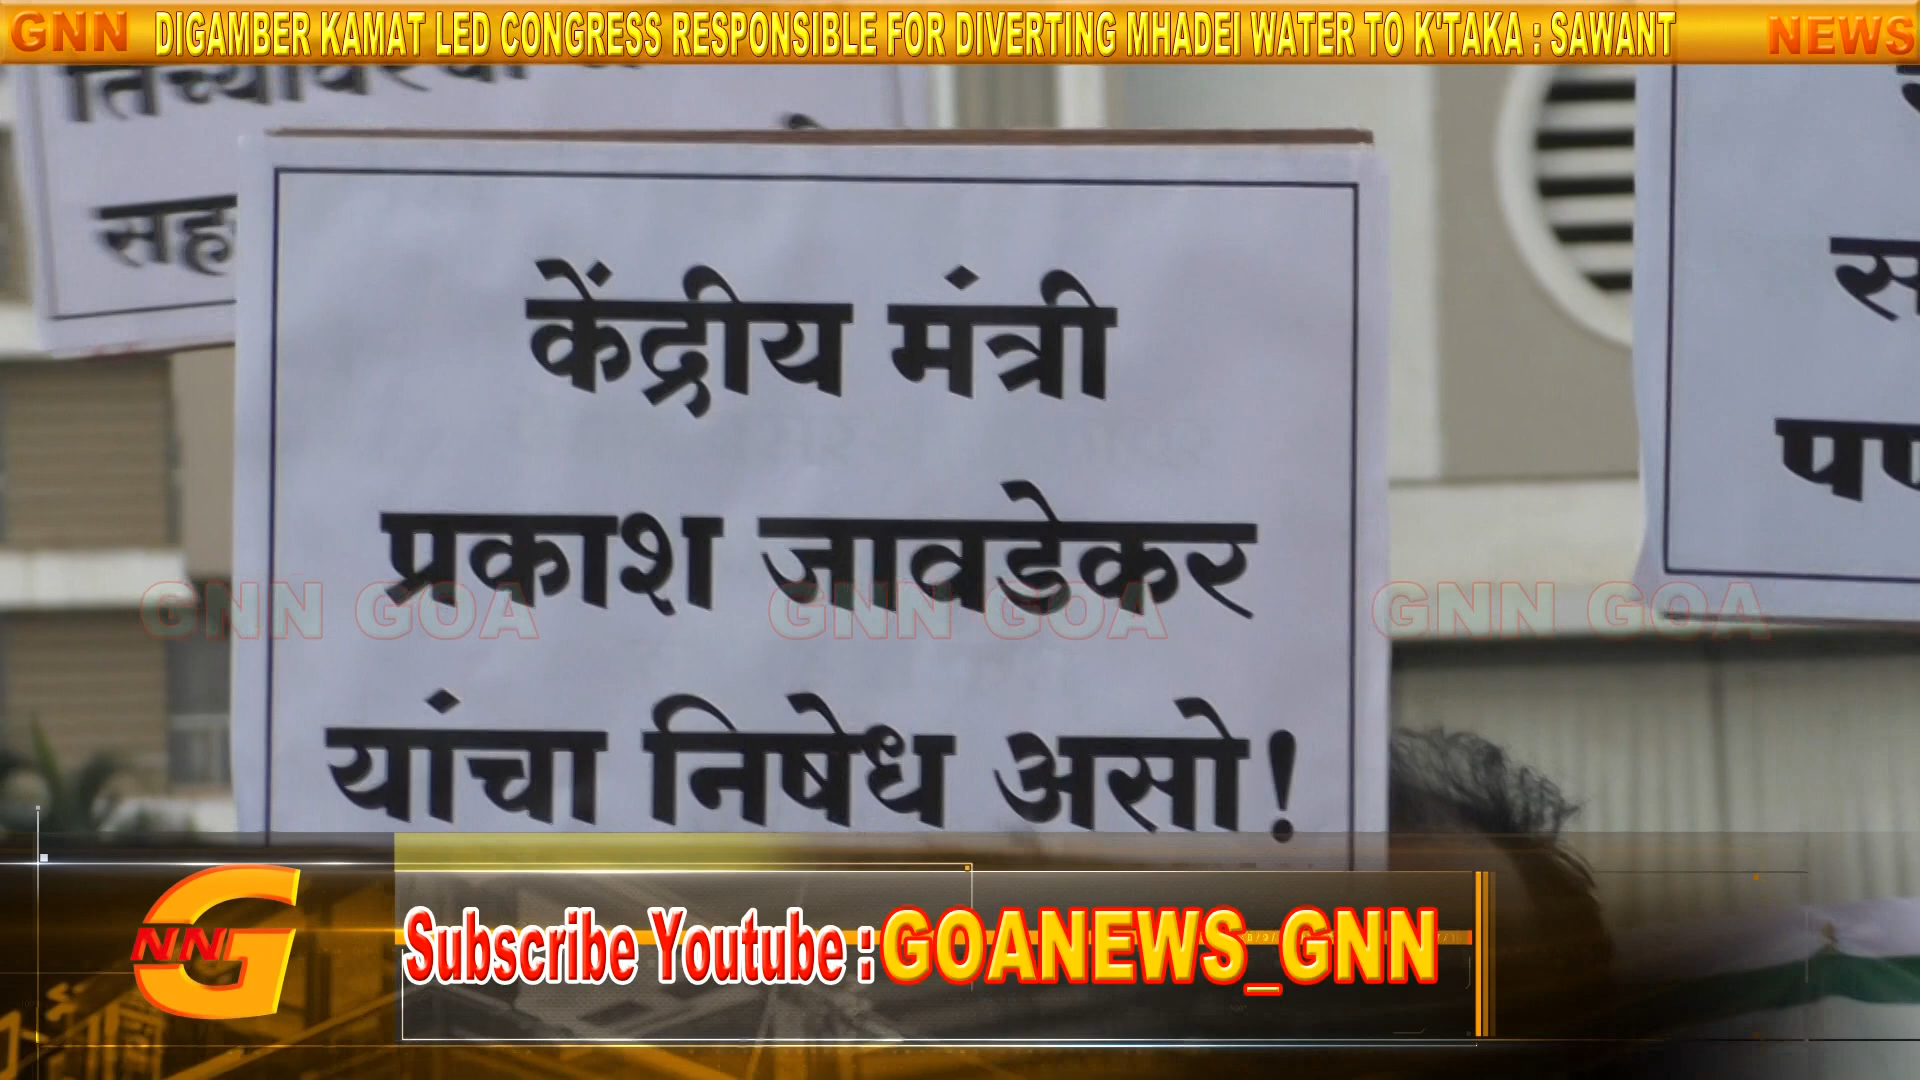 GNN DIGAMBER KAMAT LED CONGRESS RESPONSIBLE FOR DIVERTING MHADEI WATER TO K'TAKA : SAWANT NEWS
केंद्रीय मंत्री
प्रकाश जावडेकर
GNN GOA GNN GOA GNN GOA
यांचा निषेध असो!
GNN Subscribe Youtube : GOANEWS_GNN